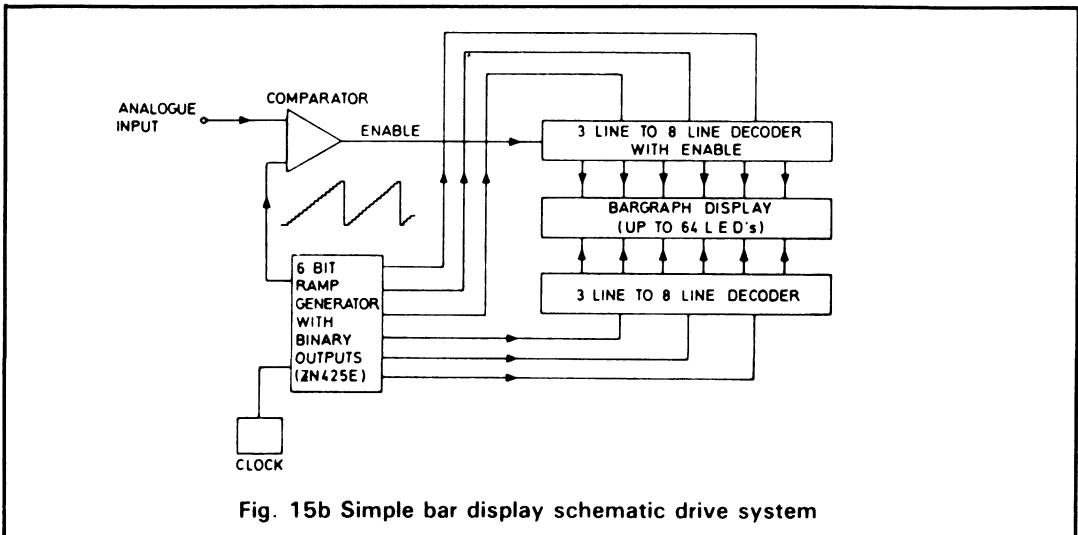 ANALOGUE
INPUT
COMPARATOR
ENABLE
3 LINE TO 8 LINE DECODER
WITH ENABLE
BARGRAPH DISPLAY
(UP TO 64 L E D's)
3 LINE TO 8 LINE DECODER
6 BIT
RAMP
GENERATOR
WITH
BINARY
OUTPUTS
(ZN425E)
CLOCK
Fig. 15b Simple bar display schematic drive system